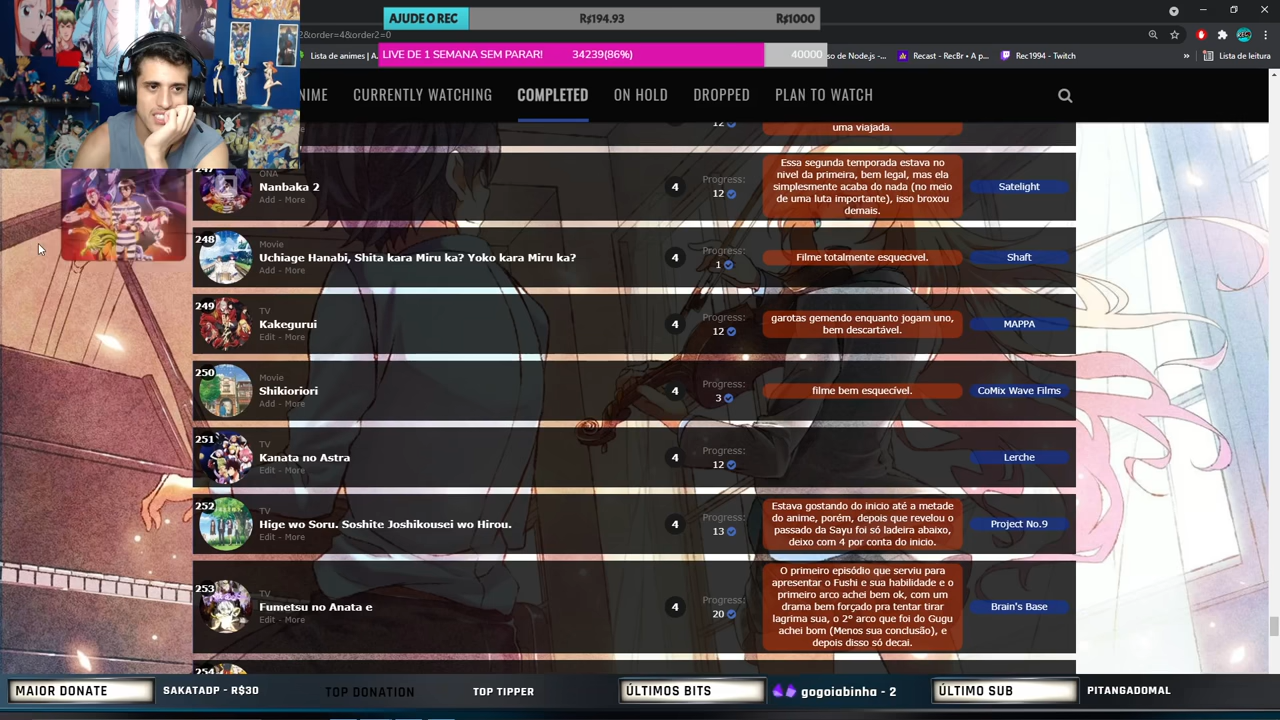 AJUDE O REC
R$194.93
R$1000
2&order=4&order2=0
LIVE DE 1 SEMANA SEM PARAR!
34239(86%)
40000
Lista de animes | A...
so de Node.js -...
Recast - RecBr • A p...
Rec1994 - Twitch
»
Lista de leitura
NIME
CURRENTLY WATCHING
COMPLETED
ON HOLD
DROPPED
PLAN TO WATCH
12
uma viajada.
247
ONA
Nanbaka 2
Add - More
4
Progress:
12
Essa segunda temporada estava no
nivel da primeira, bem legal, mas ela
simplesmente acaba do nada (no meio
de uma luta importante), isso broxou
demais.
Satelight
248
Movie
Uchiage Hanabi, Shita kara Miru ka? Yoko kara Miru ka?
Add - More
4
Progress:
1
Filme totalmente esquecivel.
Shaft
249
TV
Kakegurui
Edit - More
4
Progress:
12
garotas gemendo enquanto jogam uno,
bem descartável.
MAPPA
250
Movie
Shikioriori
Add - More
4
Progress:
3
filme bem esquecível.
CoMix Wave Films
251
TV
Kanata no Astra
Edit - More
4
Progress:
12
Lerche
252
TV
Hige wo Soru. Soshite Joshikousei wo Hirou.
Edit - More
4
Progress:
13
Estava gostando do inicio até a metade
do anime, porém, depois que revelou o
passado da Sayu foi só ladeira abaixo,
deixo com 4 por conta do inicio.
Project No.9
253
TV
Fumetsu no Anata e
Edit - More
4
Progress:
20
O primeiro episódio que serviu para
apresentar o Fushi e sua habilidade e o
primeiro arco achei bem ok, com um
drama bem forçado pra tentar tirar
lagrima sua, o 2º arco que foi do Gugu
achei bom (Menos sua conclusão), e
depois disso só decai.
Brain's Base
254
TV
MAIOR DONATE
SAKATADP - R$30
TOP DONATION
TOP TIPPER
ÚLTIMOS BITS
gogoiabinha - 2
ÚLTIMO SUB
PITANGADOMAL